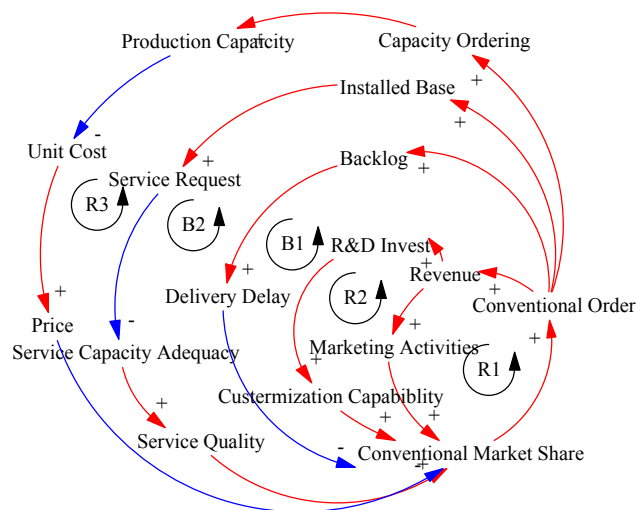 Production Capacity
Capacity Ordering
+
+
Installed Base
+
-
Unit Cost
+
Backlog
+
Service Request
R3
B2
B1
R&D Invest
+
Revenue
+
R2
+
Delivery Delay
Conventional Order
+
+
Price
-
+
Service Capacity Adequacy
Marketing Activities
+
R1
Custermization Capabiblity
+
+
+
Service Quality
-
-+
Conventional Market Share